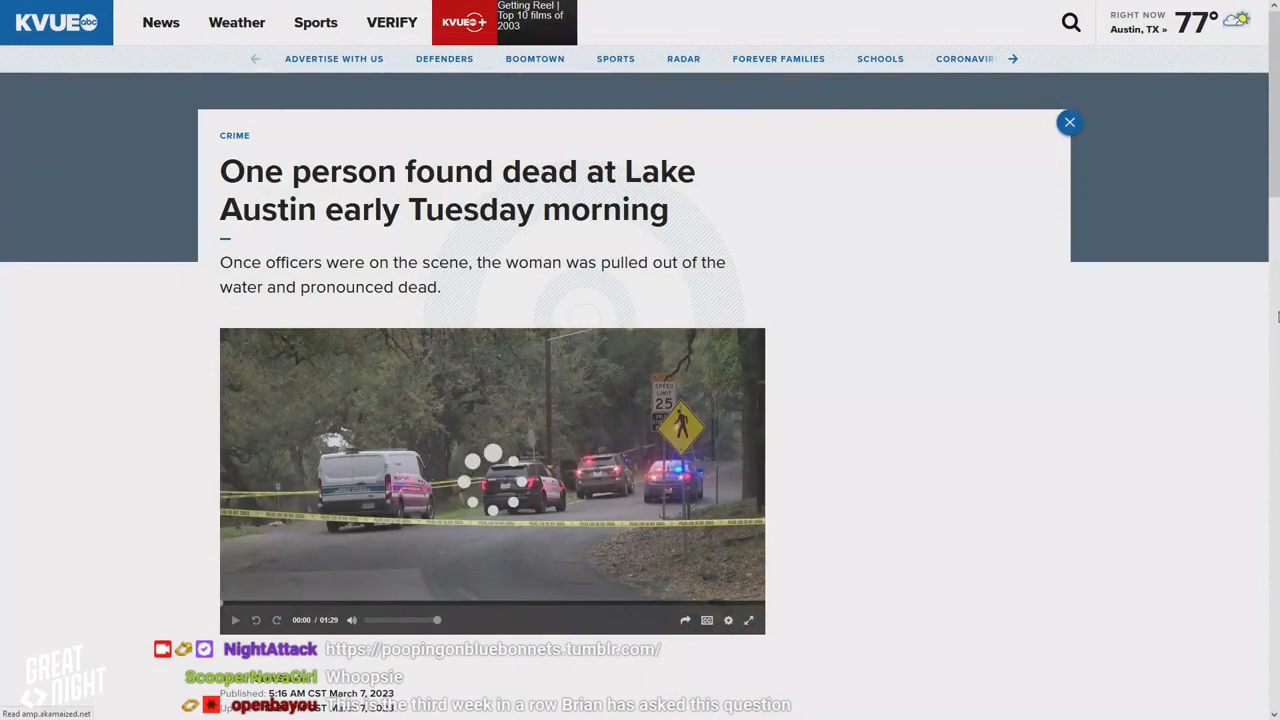 KVUE abc
News
Weather
Sports
VERIFY
KVUE+
Getting Reel |
Top 10 films of
2003
RIGHT NOW
Austin, TX »
77°
ADVERTISE WITH US
DEFENDERS
BOOMTOWN
SPORTS
RADAR
FOREVER FAMILIES
SCHOOLS
CORONAVIR
CRIME
One person found dead at Lake
Austin early Tuesday morning
Once officers were on the scene, the woman was pulled out of the
water and pronounced dead.
SPEED
LIMIT
25
00:00 / 01:29
NightAttack https://poopingonbluebonnets.tumblr.com/
ScooperNovaGirl Whoopsie
Published: 5:16 AM CST March 7, 2023
openbayou This is the third week in a row Brian has asked this question
GREAT
NIGHT
Read amp.akamaized.net